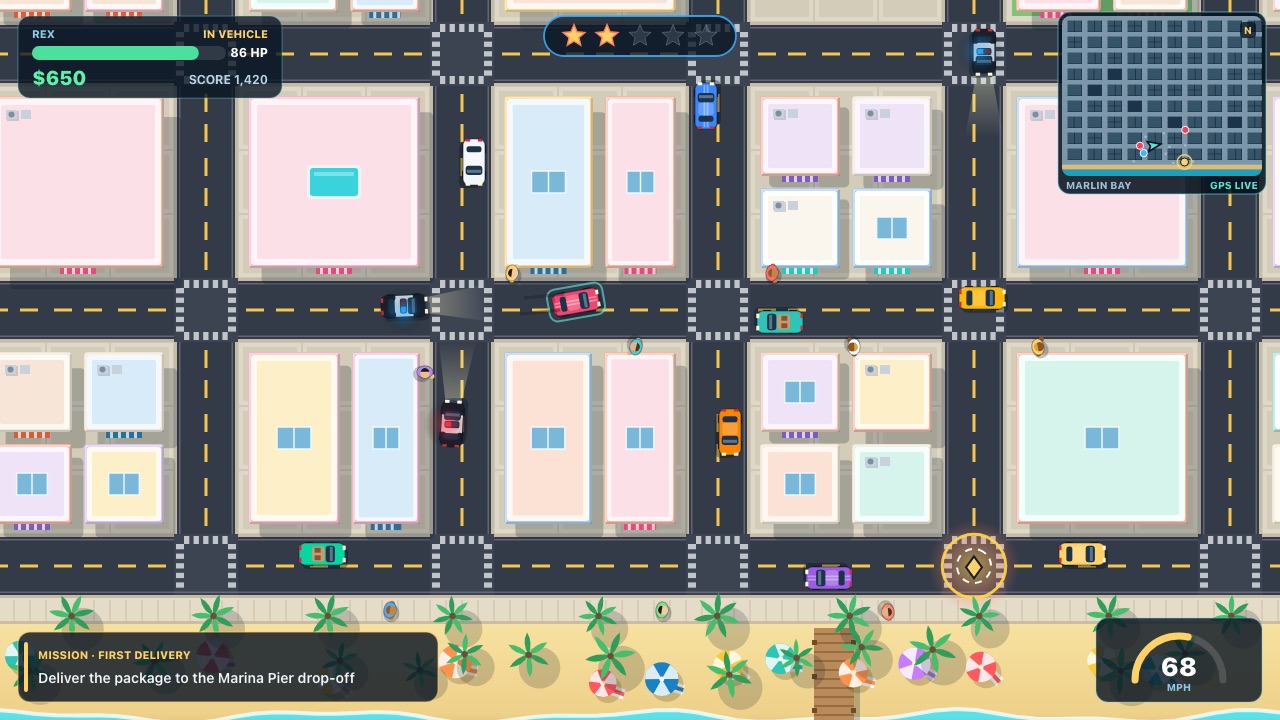 REX
IN VEHICLE
86 HP
$650
SCORE 1,420
N
MARLIN BAY
GPS LIVE
MISSION · FIRST DELIVERY
Deliver the package to the Marina Pier drop-off
68
MPH